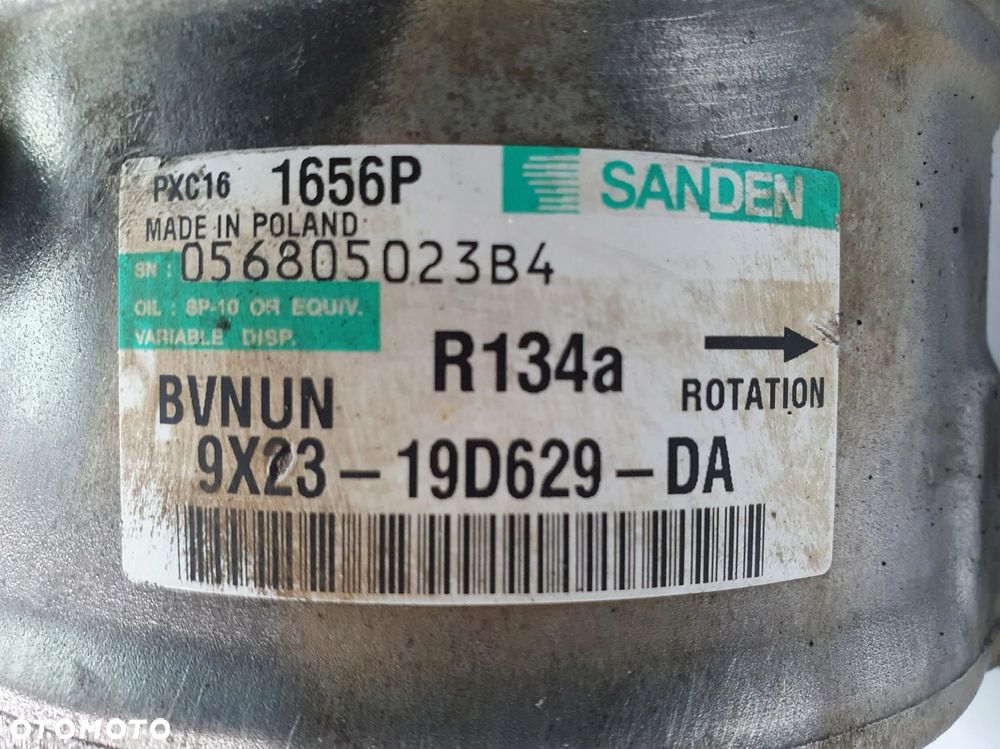 PXC16 1656P SANDEN
MADE IN POLAND
SN : 056805023B4
OIL : SP-10 OR EQUIV.
VARIABLE DISP.
R134a
ROTATION
BVNUN
9X23-19D629-DA
OTOMOTO